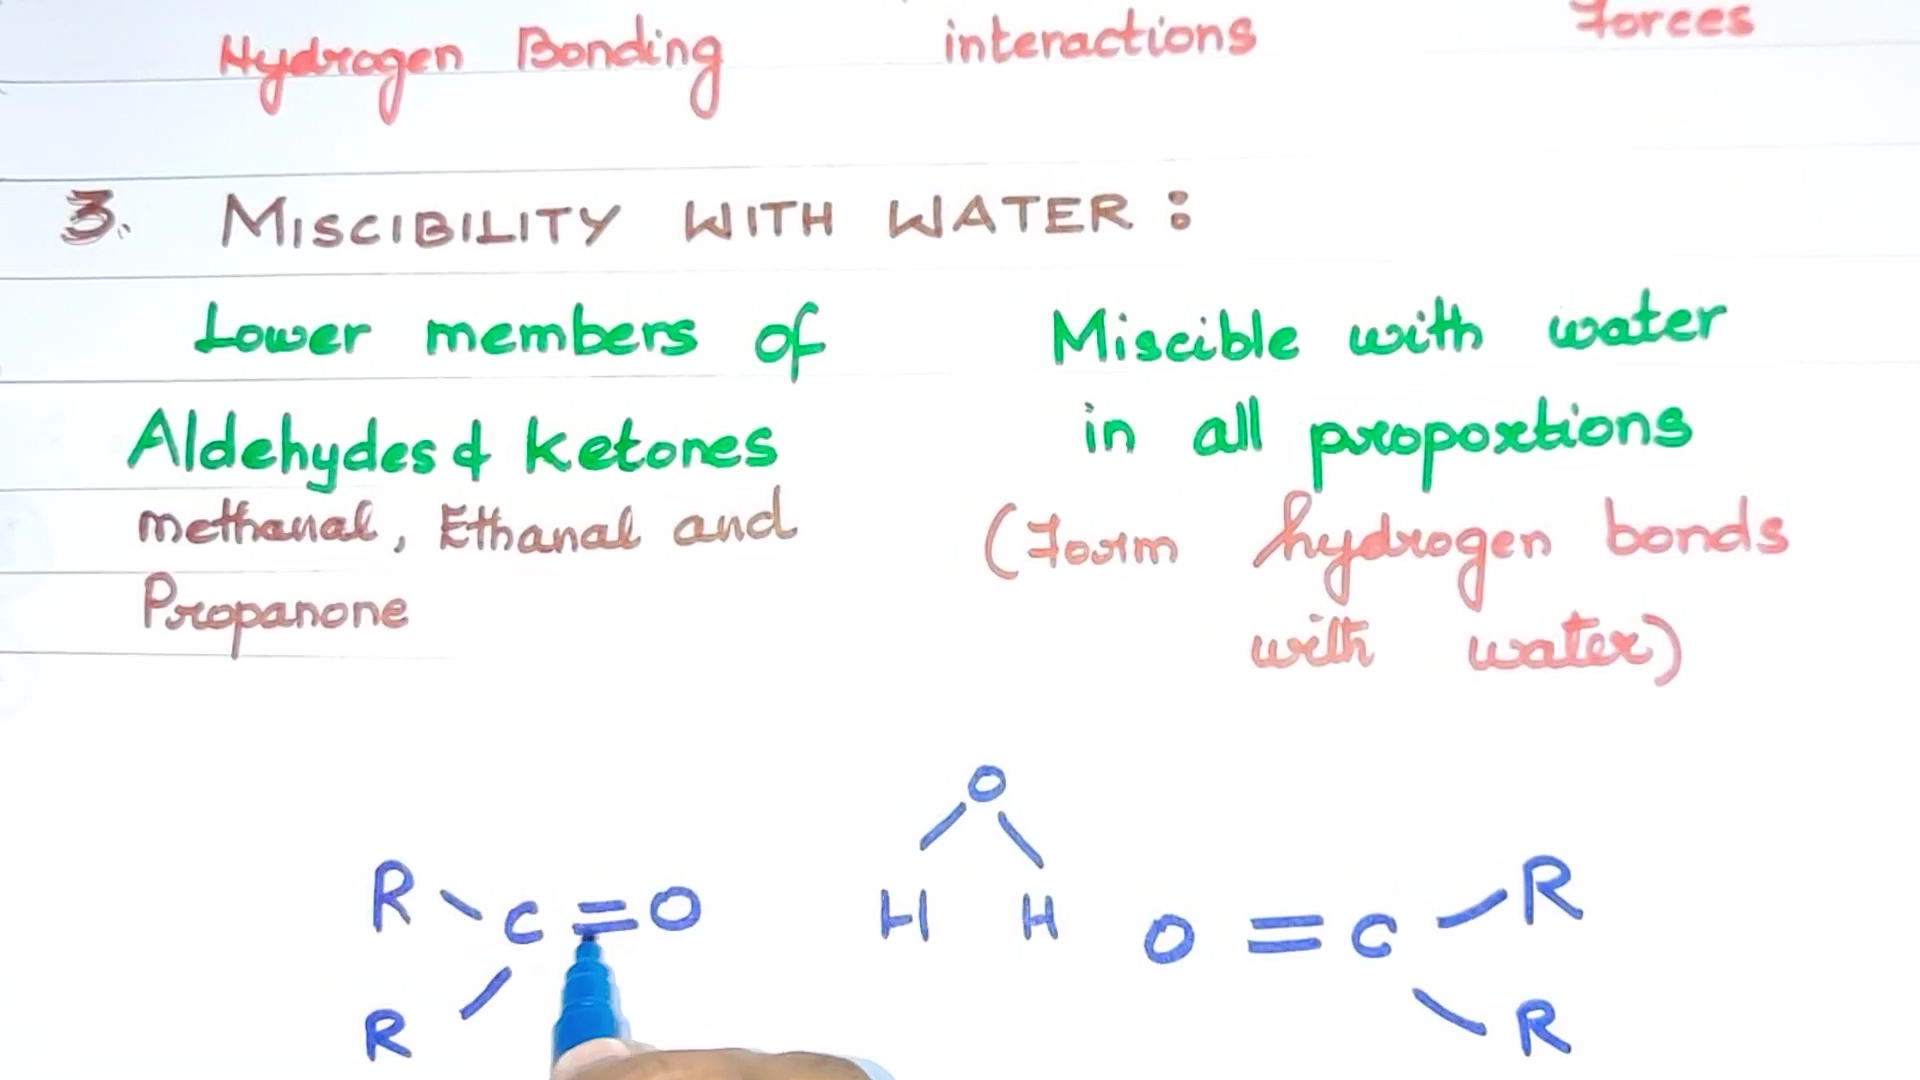 Hydrogen Bonding interactions Forces
3. MISCIBILITY WITH WATER :
Lower members of
Aldehydes & ketones
methanal, Ethanal and
Propanone
Miscible with water
in all proportions
(Form hydrogen bonds
with water)
O
R C = O H H O = C R
R R